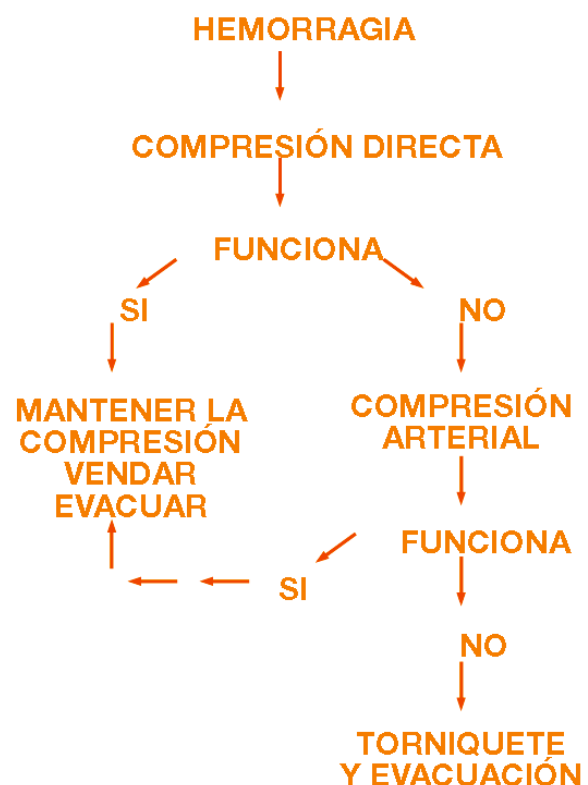 HEMORRAGIA
COMPRESIÓN DIRECTA
FUNCIONA
SI
NO
MANTENER LA
COMPRESIÓN
VENDAR
EVACUAR
COMPRESIÓN
ARTERIAL
FUNCIONA
SI
NO
TORNIQUETE
Y EVACUACIÓN